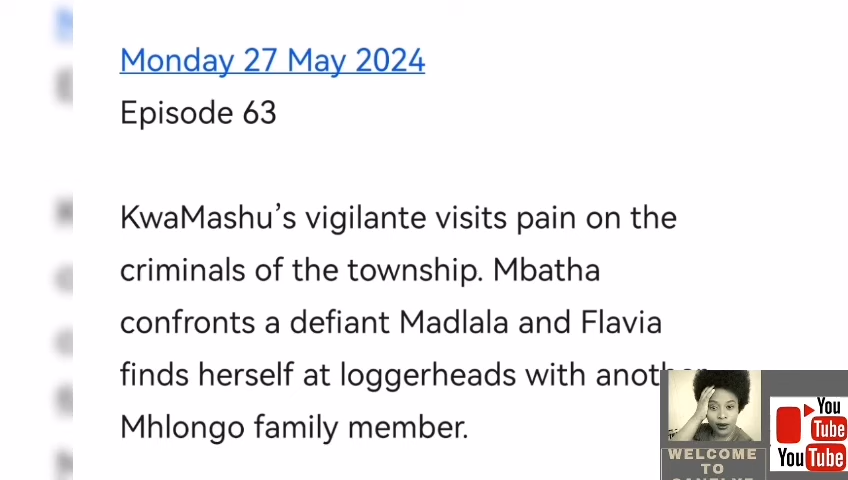 Monday 27 May 2024
Episode 63
KwaMashu’s vigilante visits pain on the
criminals of the township. Mbatha
confronts a defiant Madlala and Flavia
finds herself at loggerheads with another
Mhlongo family member.
WELCOME
TO
You
Tube
YouTube